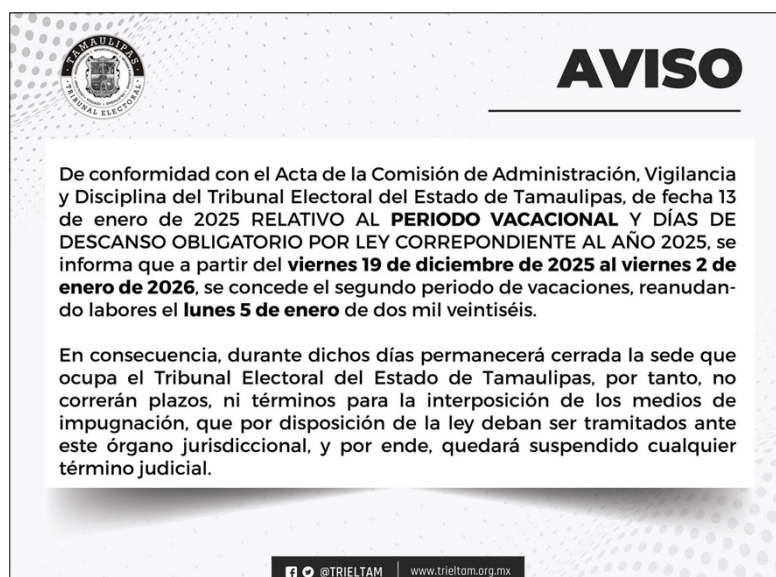 TAMAULIPAS
TRIBUNAL ELECTORAL
AVISO
De conformidad con el Acta de la Comisión de Administración, Vigilancia
y Disciplina del Tribunal Electoral del Estado de Tamaulipas, de fecha 13
de enero de 2025 RELATIVO AL PERIODO VACACIONAL Y DÍAS DE
DESCANSO OBLIGATORIO POR LEY CORREPONDIENTE AL AÑO 2025, se
informa que a partir del viernes 19 de diciembre de 2025 al viernes 2 de
enero de 2026, se concede el segundo periodo de vacaciones, reanudan-
do labores el lunes 5 de enero de dos mil veintiséis.
En consecuencia, durante dichos días permanecerá cerrada la sede que
ocupa el Tribunal Electoral del Estado de Tamaulipas, por tanto, no
correrán plazos, ni términos para la interposición de los medios de
impugnación, que por disposición de la ley deban ser tramitados ante
este órgano jurisdiccional, y por ende, quedará suspendido cualquier
término judicial.
@TRIELTAM | www.trieltam.org.mx